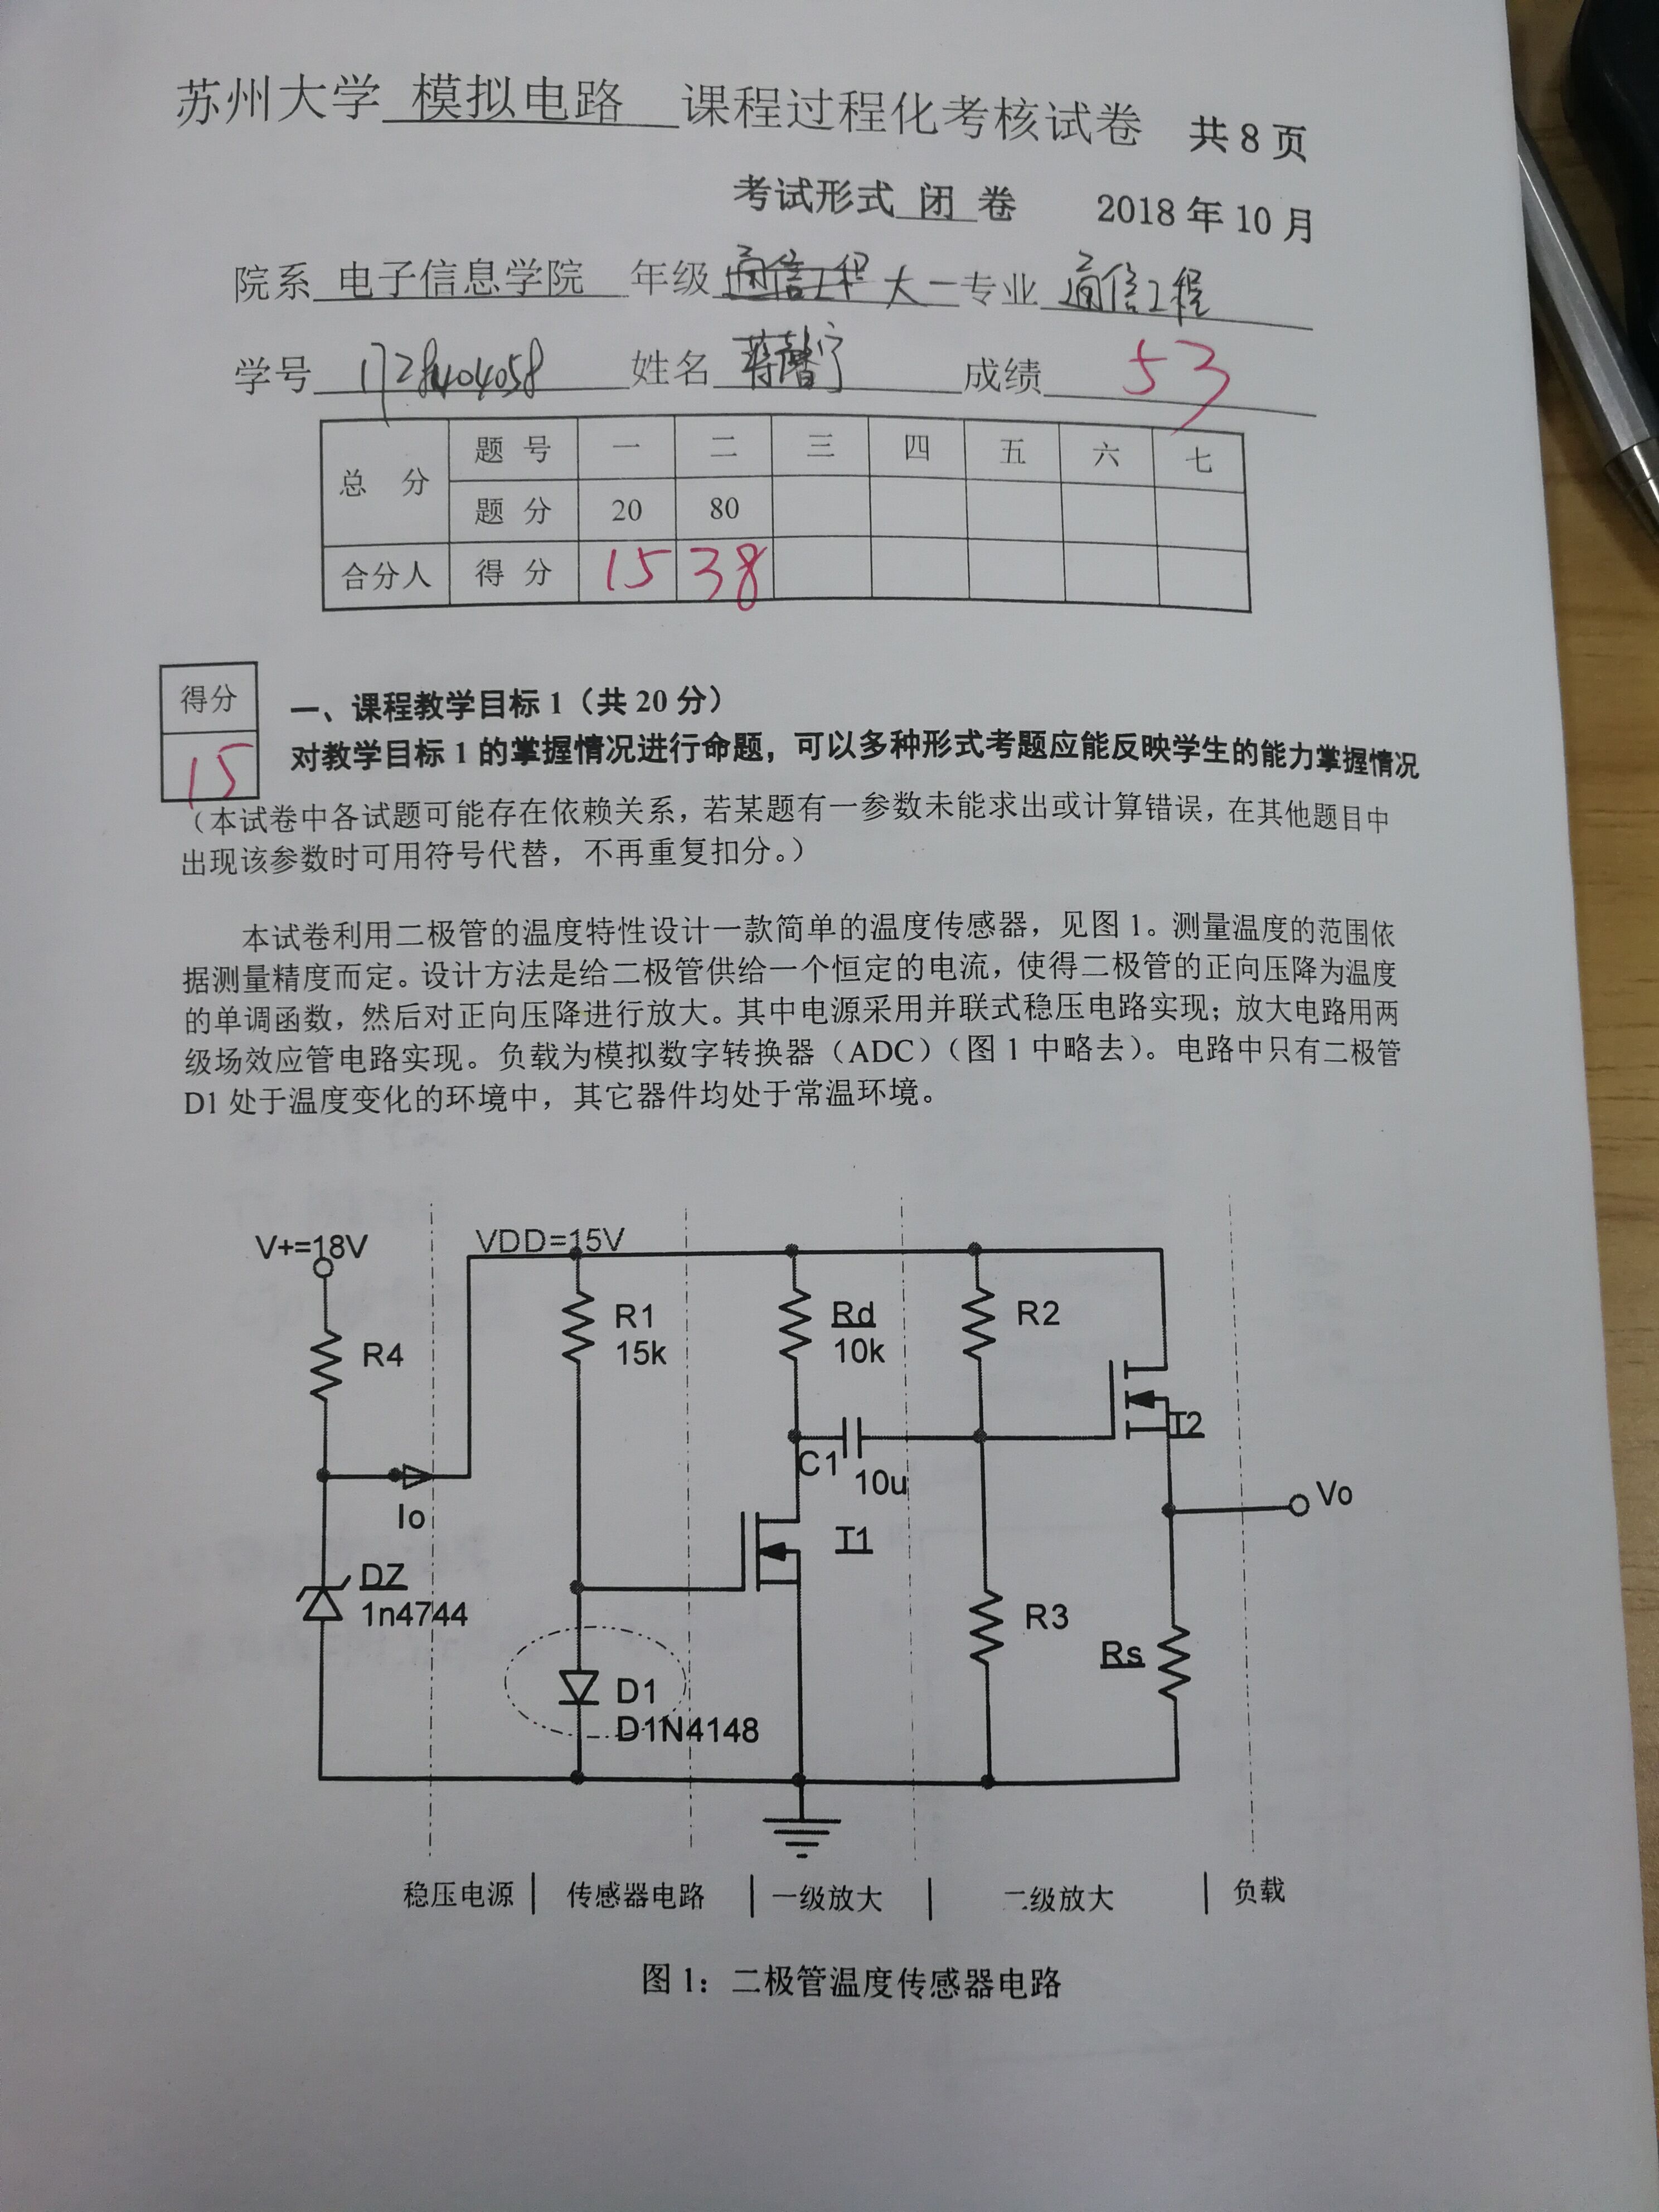 苏州大学 模拟电路 课程过程化考核试卷 共8页
考试形式 闭 卷 2018年10月
院系 电子信息学院 年级 通信工程 大一 专业 通信工程
学号 1728404058 姓名 蒋馨宁 成绩 53
总 分 题 号 一 二 三 四 五 六 七
题 分 20 80
合分人 得 分 15 38
得分
15
一、课程教学目标1（共20分）
对教学目标1的掌握情况进行命题，可以多种形式考题应能反映学生的能力掌握情况
（本试卷中各试题可能存在依赖关系，若某题有一参数未能求出或计算错误，在其他题目中
出现该参数时可用符号代替，不再重复扣分。）
本试卷利用二极管的温度特性设计一款简单的温度传感器，见图1。测量温度的范围依
据测量精度而定。设计方法是给二极管供给一个恒定的电流，使得二极管的正向压降为温度
的单调函数，然后对正向压降进行放大。其中电源采用并联式稳压电路实现；放大电路用两
级场效应管电路实现。负载为模拟数字转换器（ADC）（图1中略去）。电路中只有二极管
D1处于温度变化的环境中，其它器件均处于常温环境。
V+=18V VDD=15V
R4
R1
15k
Rd
10k
R2
T2
C1
10u
Io
Vo
T1
DZ
1n4744
R3
Rs
D1
D1N4148
稳压电源 | 传感器电路 | 一级放大 | 二级放大 | 负载
图1：二极管温度传感器电路